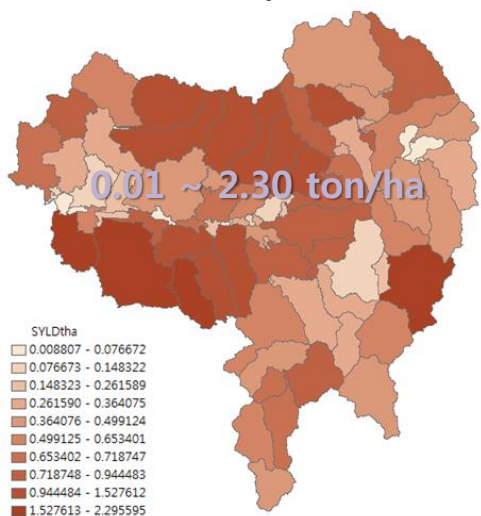 0.01 ~ 2.30 ton/ha
SYLDtha
0.008807 - 0.076672
0.076673 - 0.148322
0.148323 - 0.261589
0.261590 - 0.364075
0.364076 - 0.499124
0.499125 - 0.653401
0.653402 - 0.718747
0.718748 - 0.944483
0.944484 - 1.527612
1.527613 - 2.295595